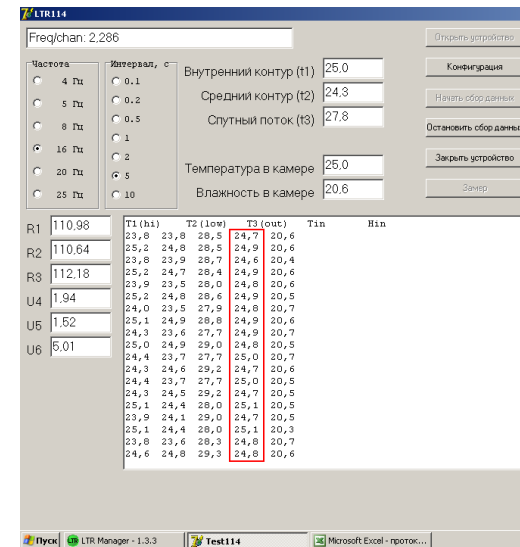 LTR114
Freq/chan: 2,286
Открыть устройство
Частота
4 Гц
5 Гц
8 Гц
16 Гц
20 Гц
25 Гц
Интервал, с
0.1
0.2
0.5
1
2
5
10
Внутренний контур (t1) 25,0
Средний контур (t2) 24,3
Спутный поток (t3) 27,8
Температура в камере 25,0
Влажность в камере 20,6
Конфигурация
Начать сбор данных
Остановить сбор данных
Закрыть устройство
Замер
R1 110,98
R2 110,64
R3 112,18
U4 1,94
U5 1,52
U6 5,01
T1(hi) T2(low) T3(out) Tin Hin
23,8 23,8 28,5 24,7 20,6
25,2 24,8 28,5 24,9 20,5
23,8 23,9 28,7 24,6 20,4
25,2 24,7 28,4 24,9 20,6
23,9 23,5 28,0 24,8 20,6
25,2 24,8 28,6 24,9 20,5
24,0 23,5 27,9 24,8 20,7
25,1 24,9 28,8 24,9 20,6
24,3 23,6 27,7 24,9 20,7
25,0 24,9 29,0 24,8 20,5
24,4 23,7 27,7 25,0 20,7
24,3 24,6 29,2 24,7 20,6
24,4 23,7 27,7 25,0 20,5
24,3 24,5 29,2 24,7 20,5
25,1 24,4 28,0 25,1 20,5
23,9 24,1 29,0 24,7 20,5
25,1 24,4 28,0 25,1 20,3
23,8 23,6 28,3 24,8 20,7
24,6 24,8 29,3 24,8 20,6
Пуск LTR Manager - 1.3.3 Test114 Microsoft Excel - проток...